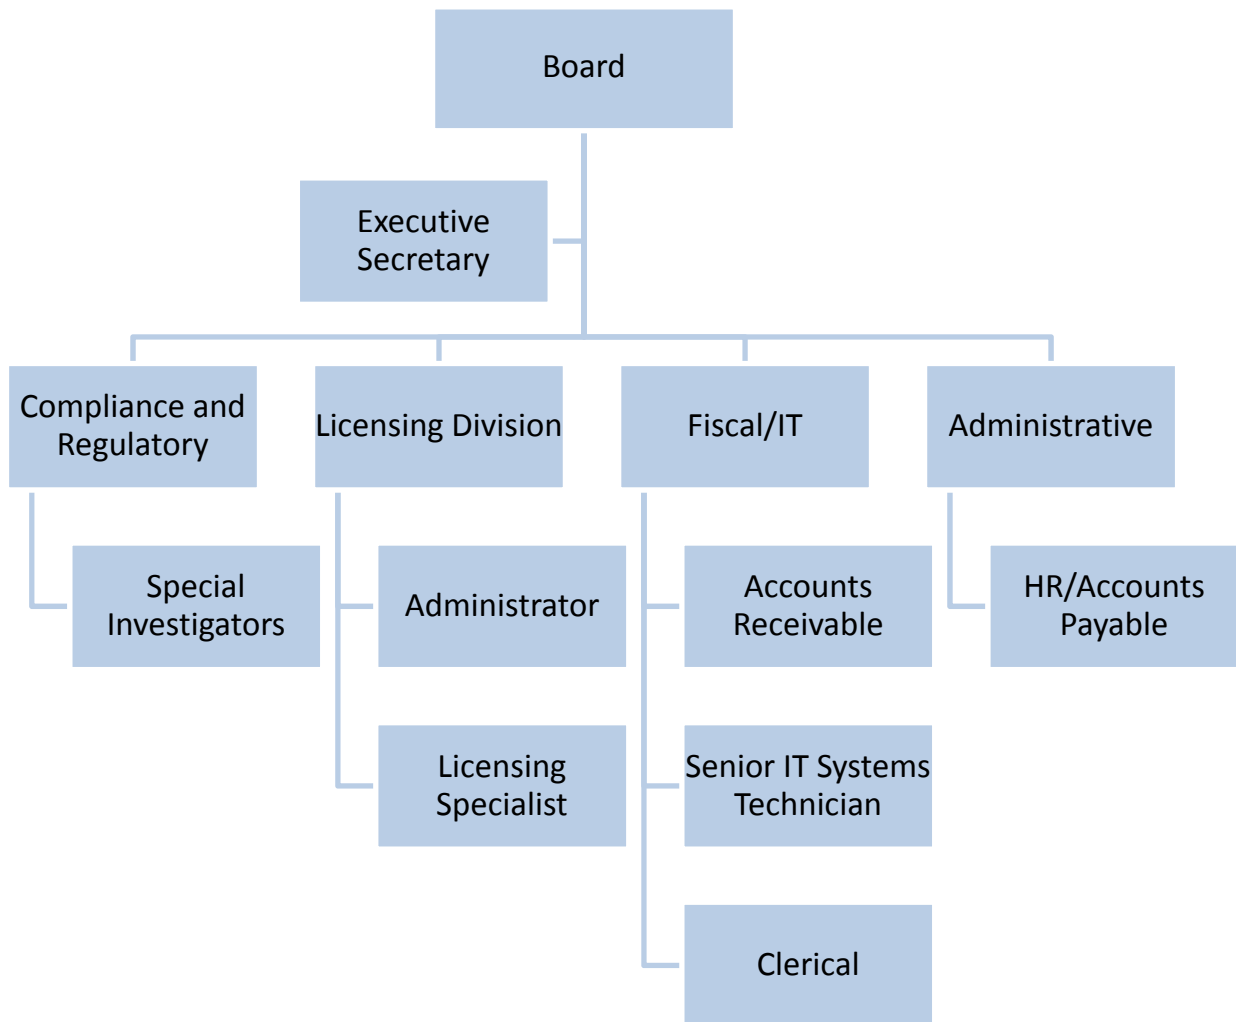 Board
Executive
Secretary
Compliance and
Regulatory
Licensing Division
Fiscal/IT
Administrative
Special
Investigators
Administrator
Accounts
Receivable
HR/Accounts
Payable
Licensing
Specialist
Senior IT Systems
Technician
Clerical